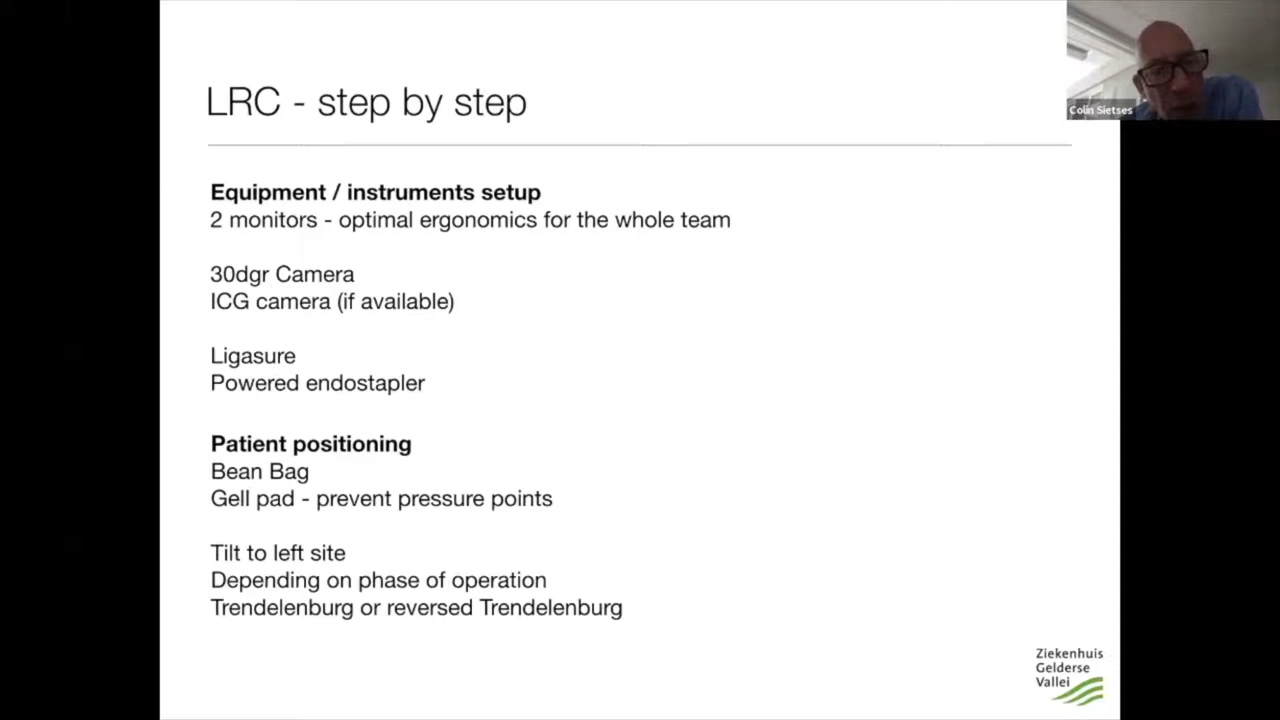 LRC - step by step
Colin Sietses
Equipment / instruments setup
2 monitors - optimal ergonomics for the whole team
30dgr Camera
ICG camera (if available)
Ligasure
Powered endostapler
Patient positioning
Bean Bag
Gell pad - prevent pressure points
Tilt to left site
Depending on phase of operation
Trendelenburg or reversed Trendelenburg
Ziekenhuis
Gelderse
Vallei